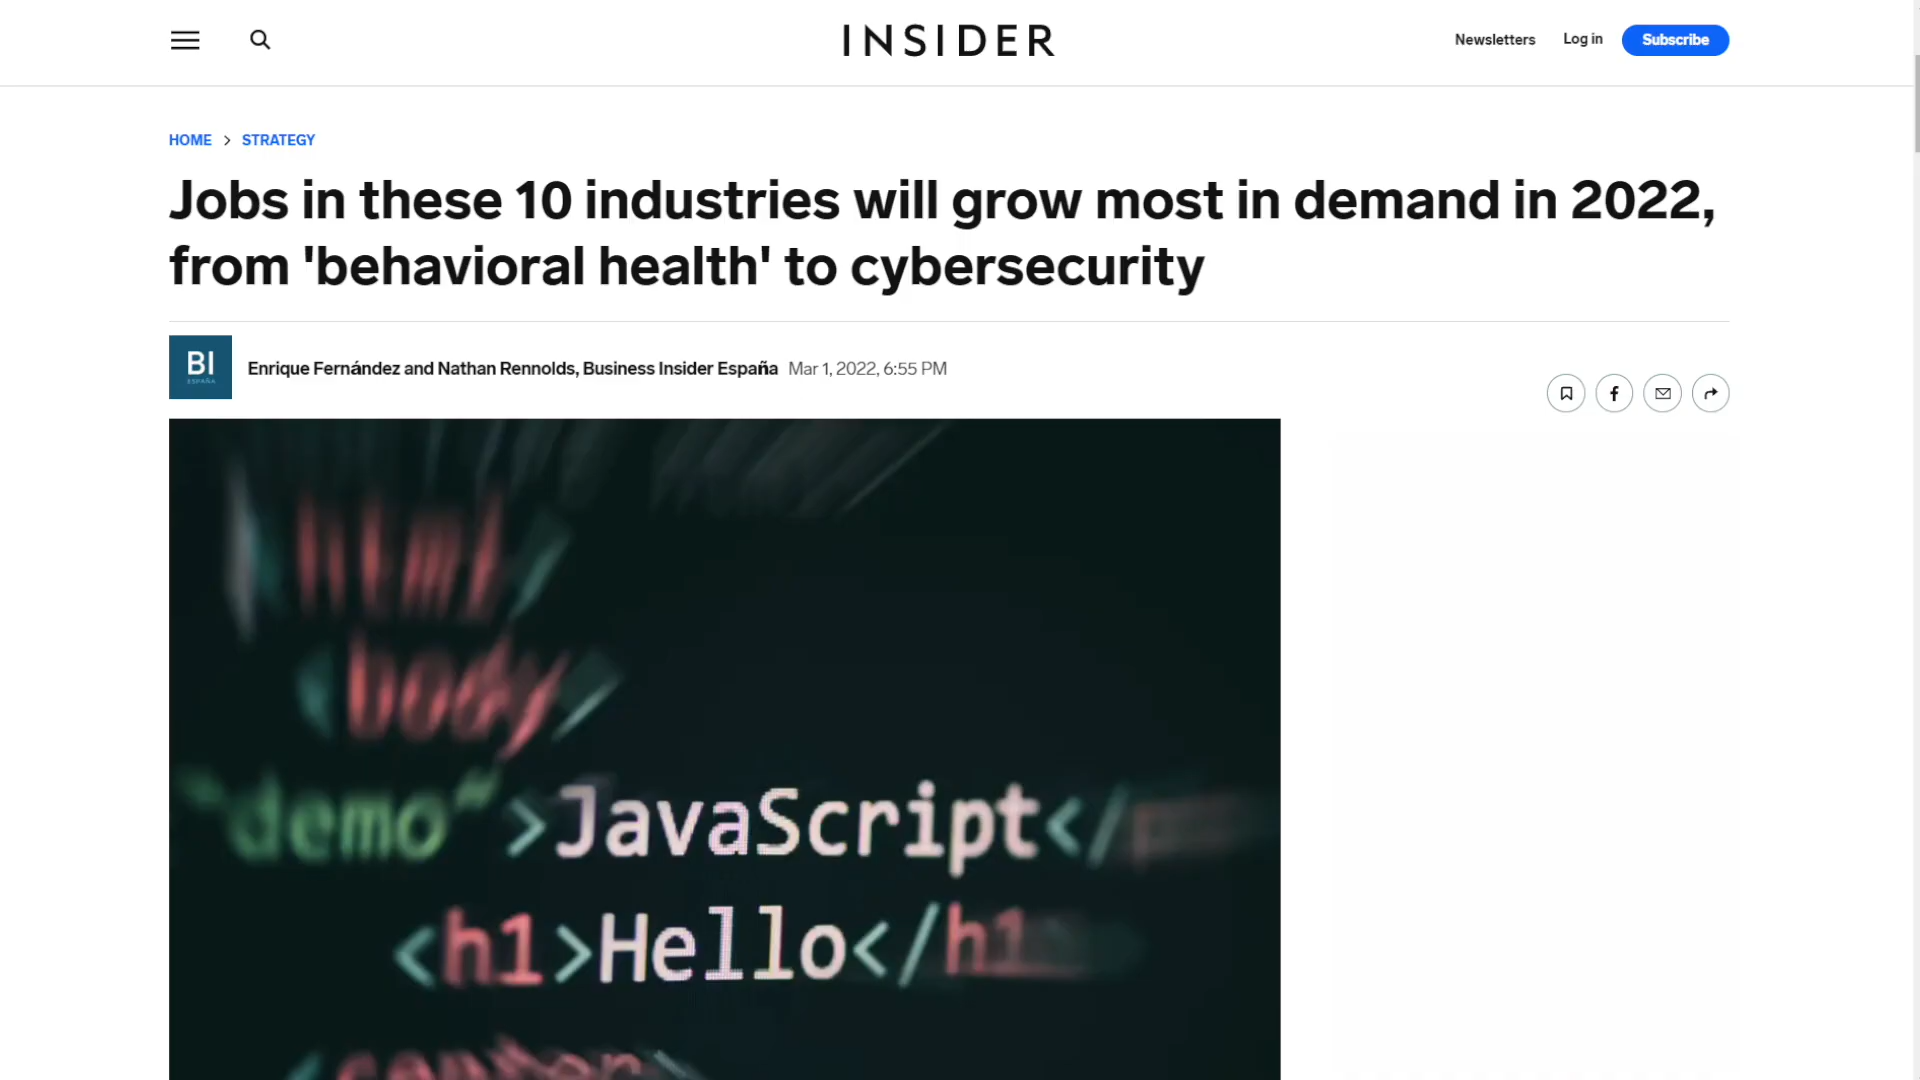 INSIDER
Newsletters Log in Subscribe
HOME > STRATEGY
Jobs in these 10 industries will grow most in demand in 2022,
from 'behavioral health' to cybersecurity
BI
ESPAÑA
Enrique Fernández and Nathan Rennolds, Business Insider España Mar 1, 2022, 6:55 PM
html
<body
"demo">JavaScript</
<h1>Hello</h1